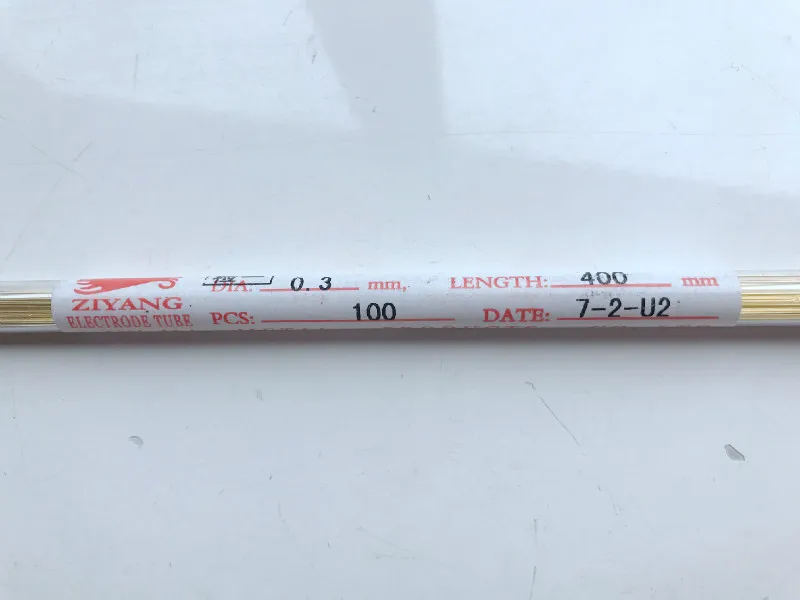 ZIYANG
ELECTRODE TUBE
DIA: 0.3 mm, LENGTH: 400 mm
PCS: 100 DATE: 7-2-U2